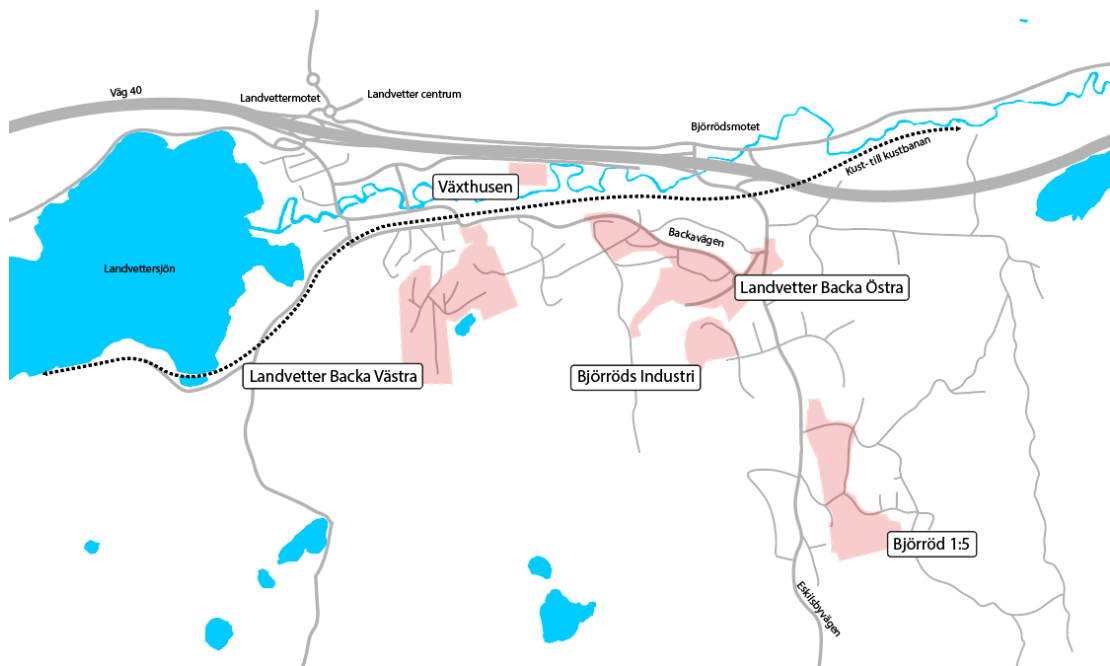 Väg 40
Landvettermotet
Landvetter centrum
Björrödsmotet
Kust- till kustbanan
Växthusen
Backavägen
Landvettersjön
Landvetter Backa Östra
Landvetter Backa Västra
Björröds Industri
Björröd 1:5
Eskilsbyvägen